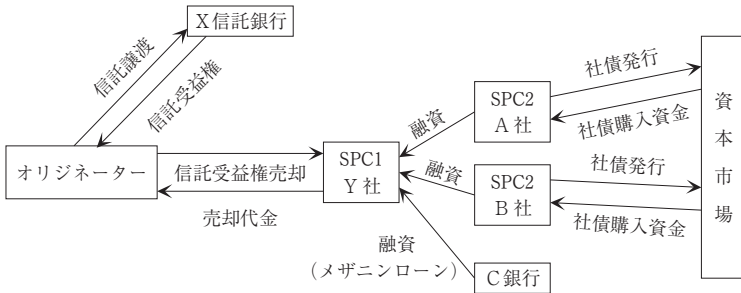 X信託銀行
信託譲渡
信託受益権
オリジネーター
信託受益権売却
売却代金
SPC1
Y社
融資
融資
融資
（メザニンローン）
SPC2
A社
SPC2
B社
C銀行
社債発行
社債購入資金
社債発行
社債購入資金
資本市場